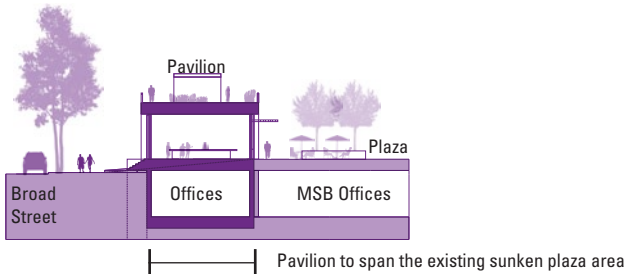 Pavilion
Plaza
Broad
Street
Offices
MSB Offices
Pavilion to span the existing sunken plaza area